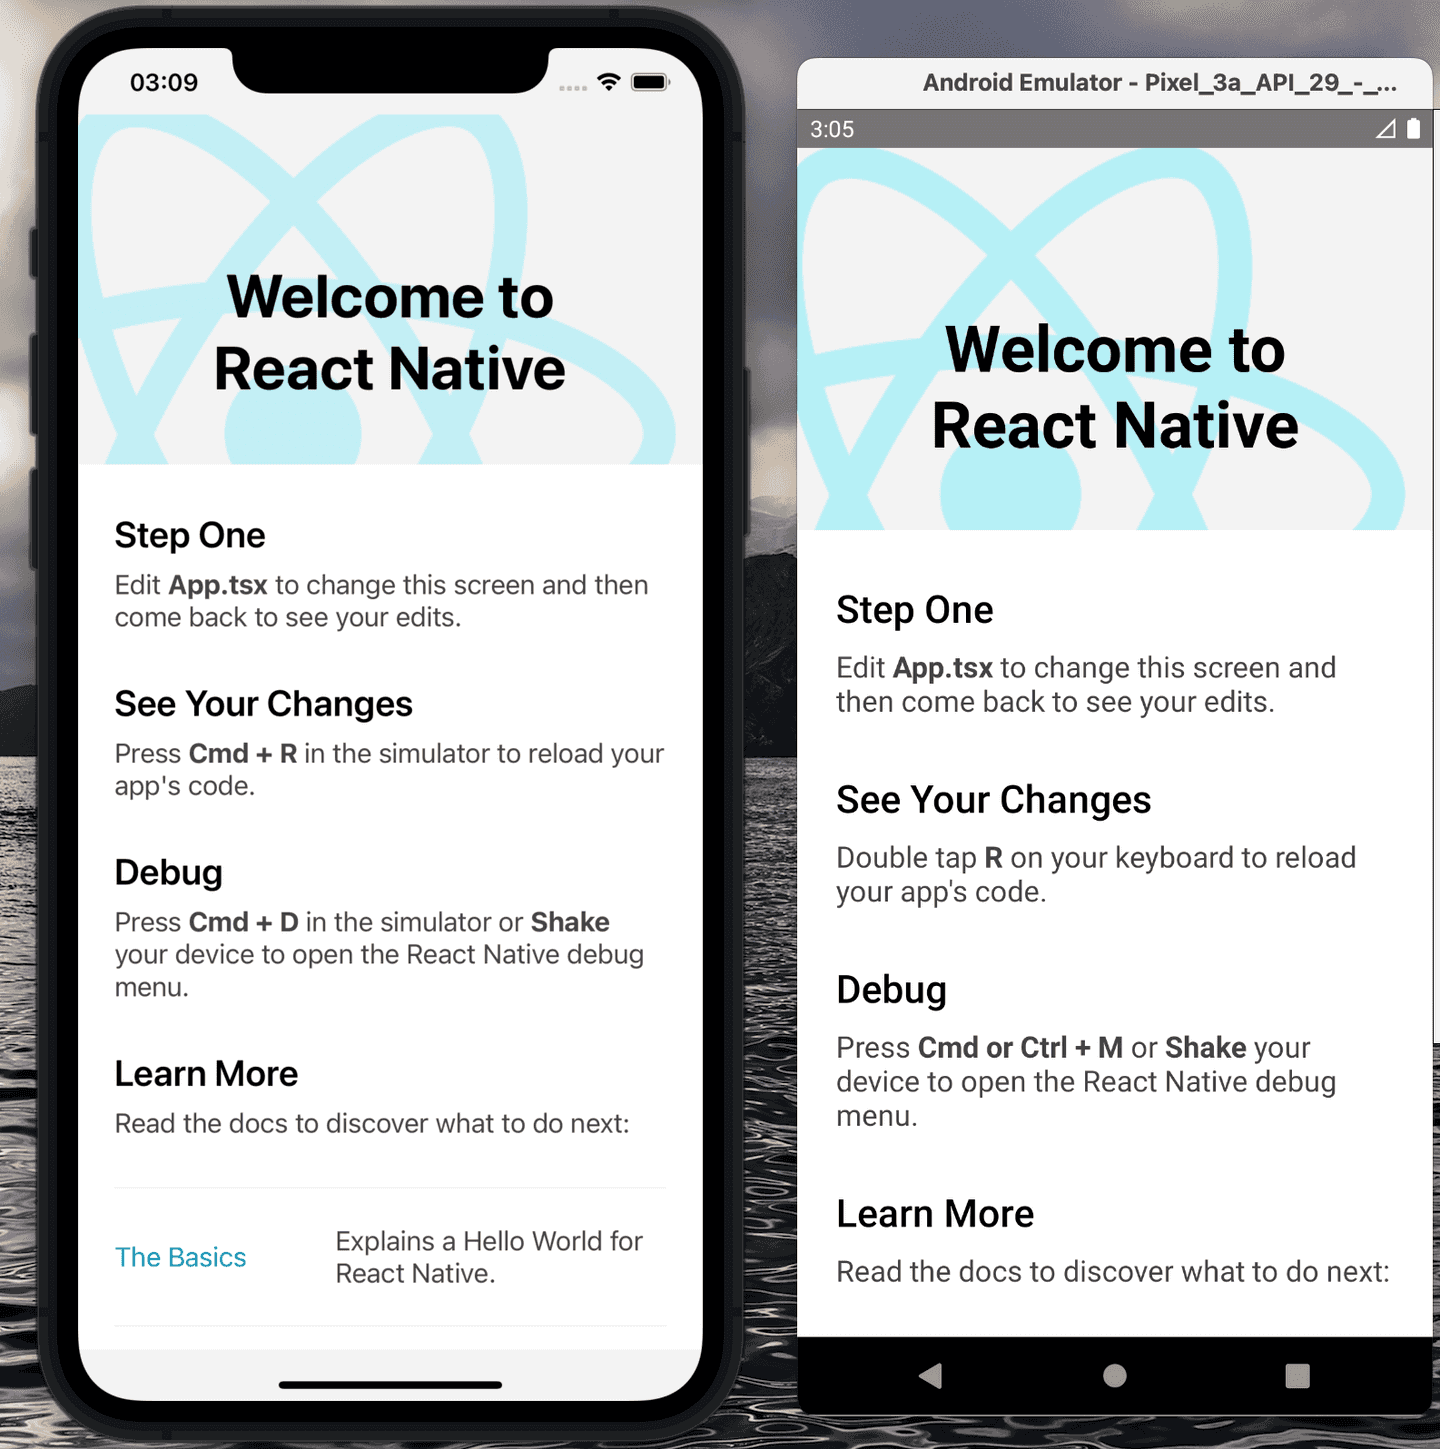 03:09
Welcome to
React Native
Step One
Edit App.tsx to change this screen and then
come back to see your edits.
See Your Changes
Press Cmd + R in the simulator to reload your
app's code.
Debug
Press Cmd + D in the simulator or Shake
your device to open the React Native debug
menu.
Learn More
Read the docs to discover what to do next:
The Basics
Explains a Hello World for
React Native.
Android Emulator - Pixel_3a_API_29_-_...
3:05
Welcome to
React Native
Step One
Edit App.tsx to change this screen and
then come back to see your edits.
See Your Changes
Double tap R on your keyboard to reload
your app's code.
Debug
Press Cmd or Ctrl + M or Shake your
device to open the React Native debug
menu.
Learn More
Read the docs to discover what to do next: